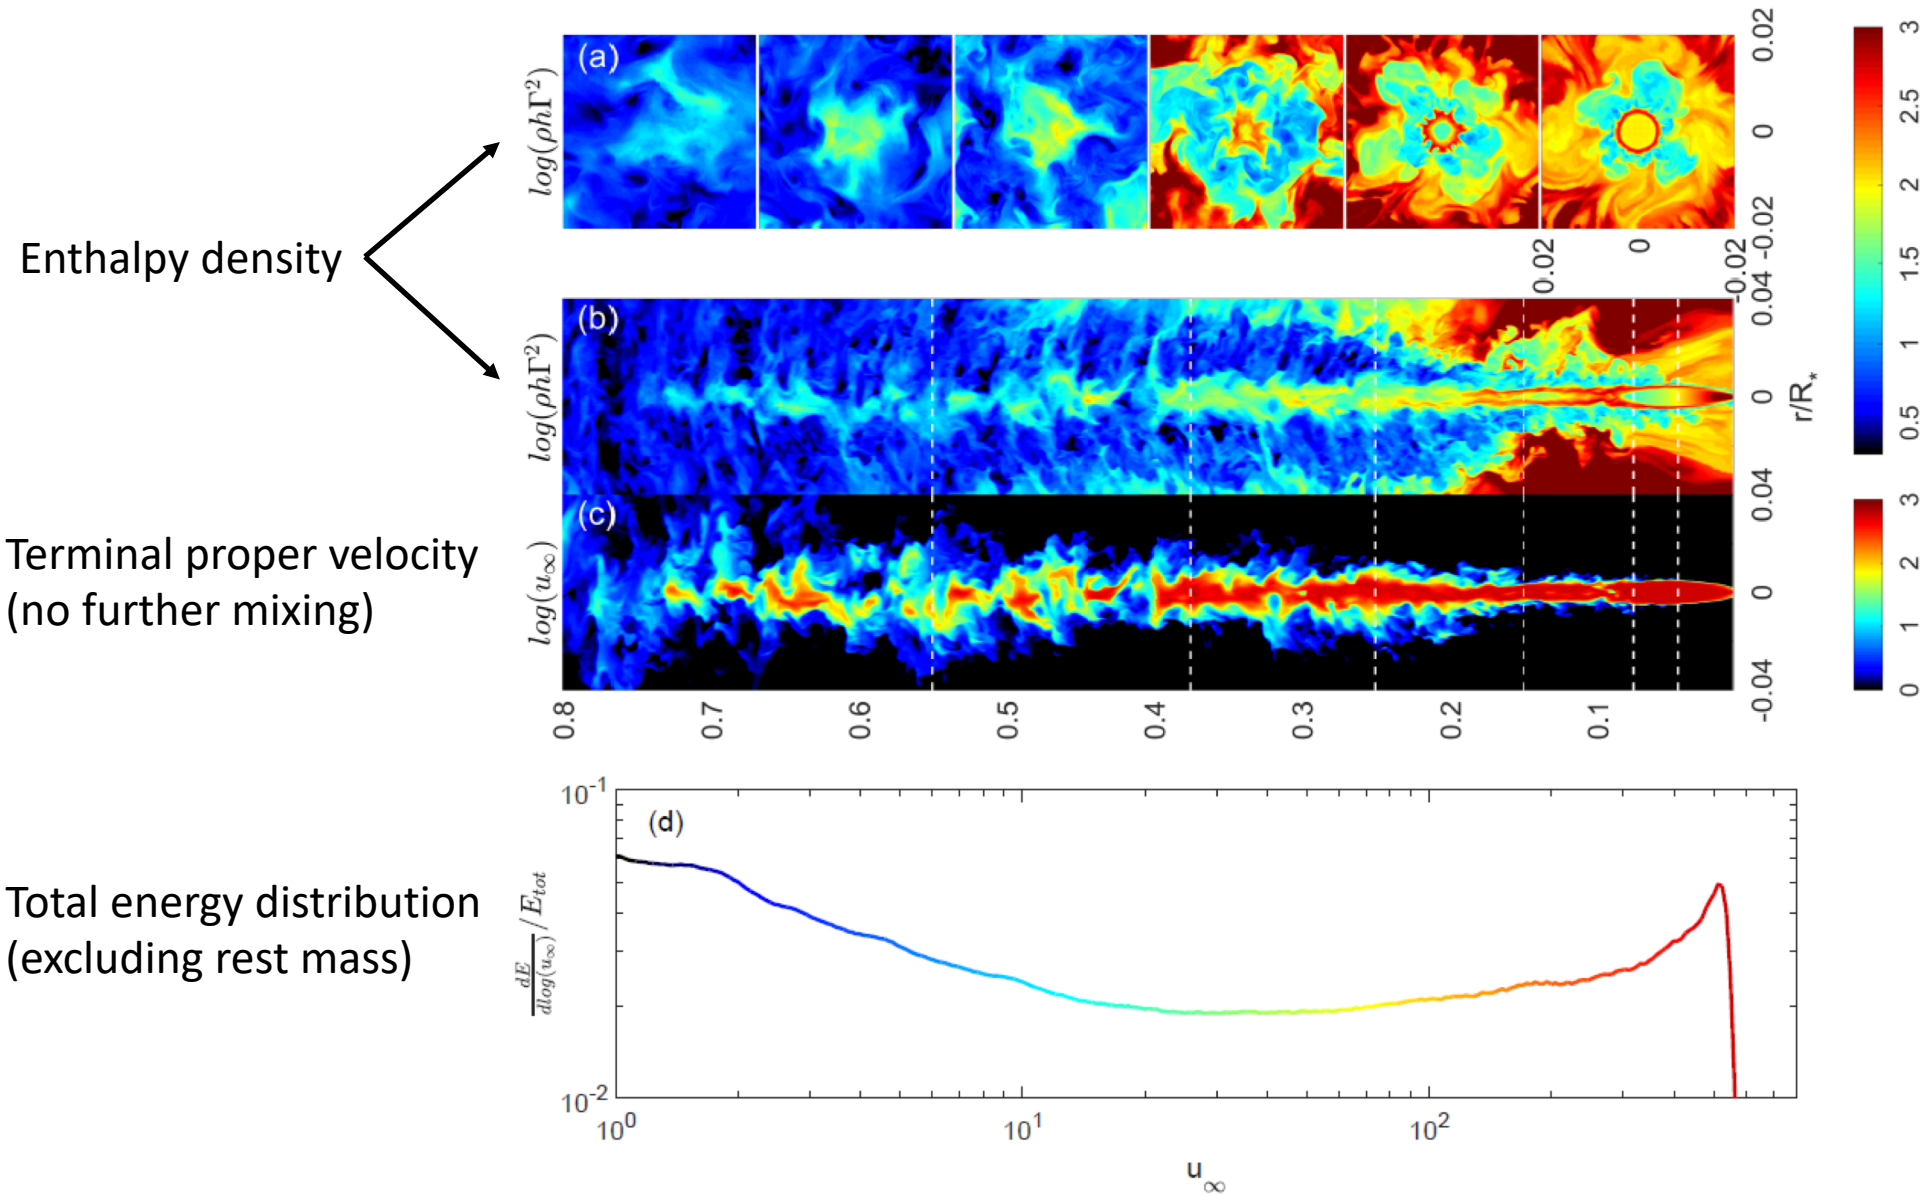 Enthalpy density
Terminal proper velocity
(no further mixing)
Total energy distribution
(excluding rest mass)
(a)
log(ρhΓ²)
0.02
0
-0.02
0.02
0
-0.02
(b)
log(ρhΓ²)
0.04
0
0.04
r/R*
(c)
log(u∞)
0
-0.04
0.8
0.7
0.6
0.5
0.4
0.3
0.2
0.1
3
2.5
2
1.5
1
0.5
3
2
1
0
(d)
dE/dlog(u∞)/E_tot
10⁻¹
10⁻²
10⁰
10¹
10²
u∞